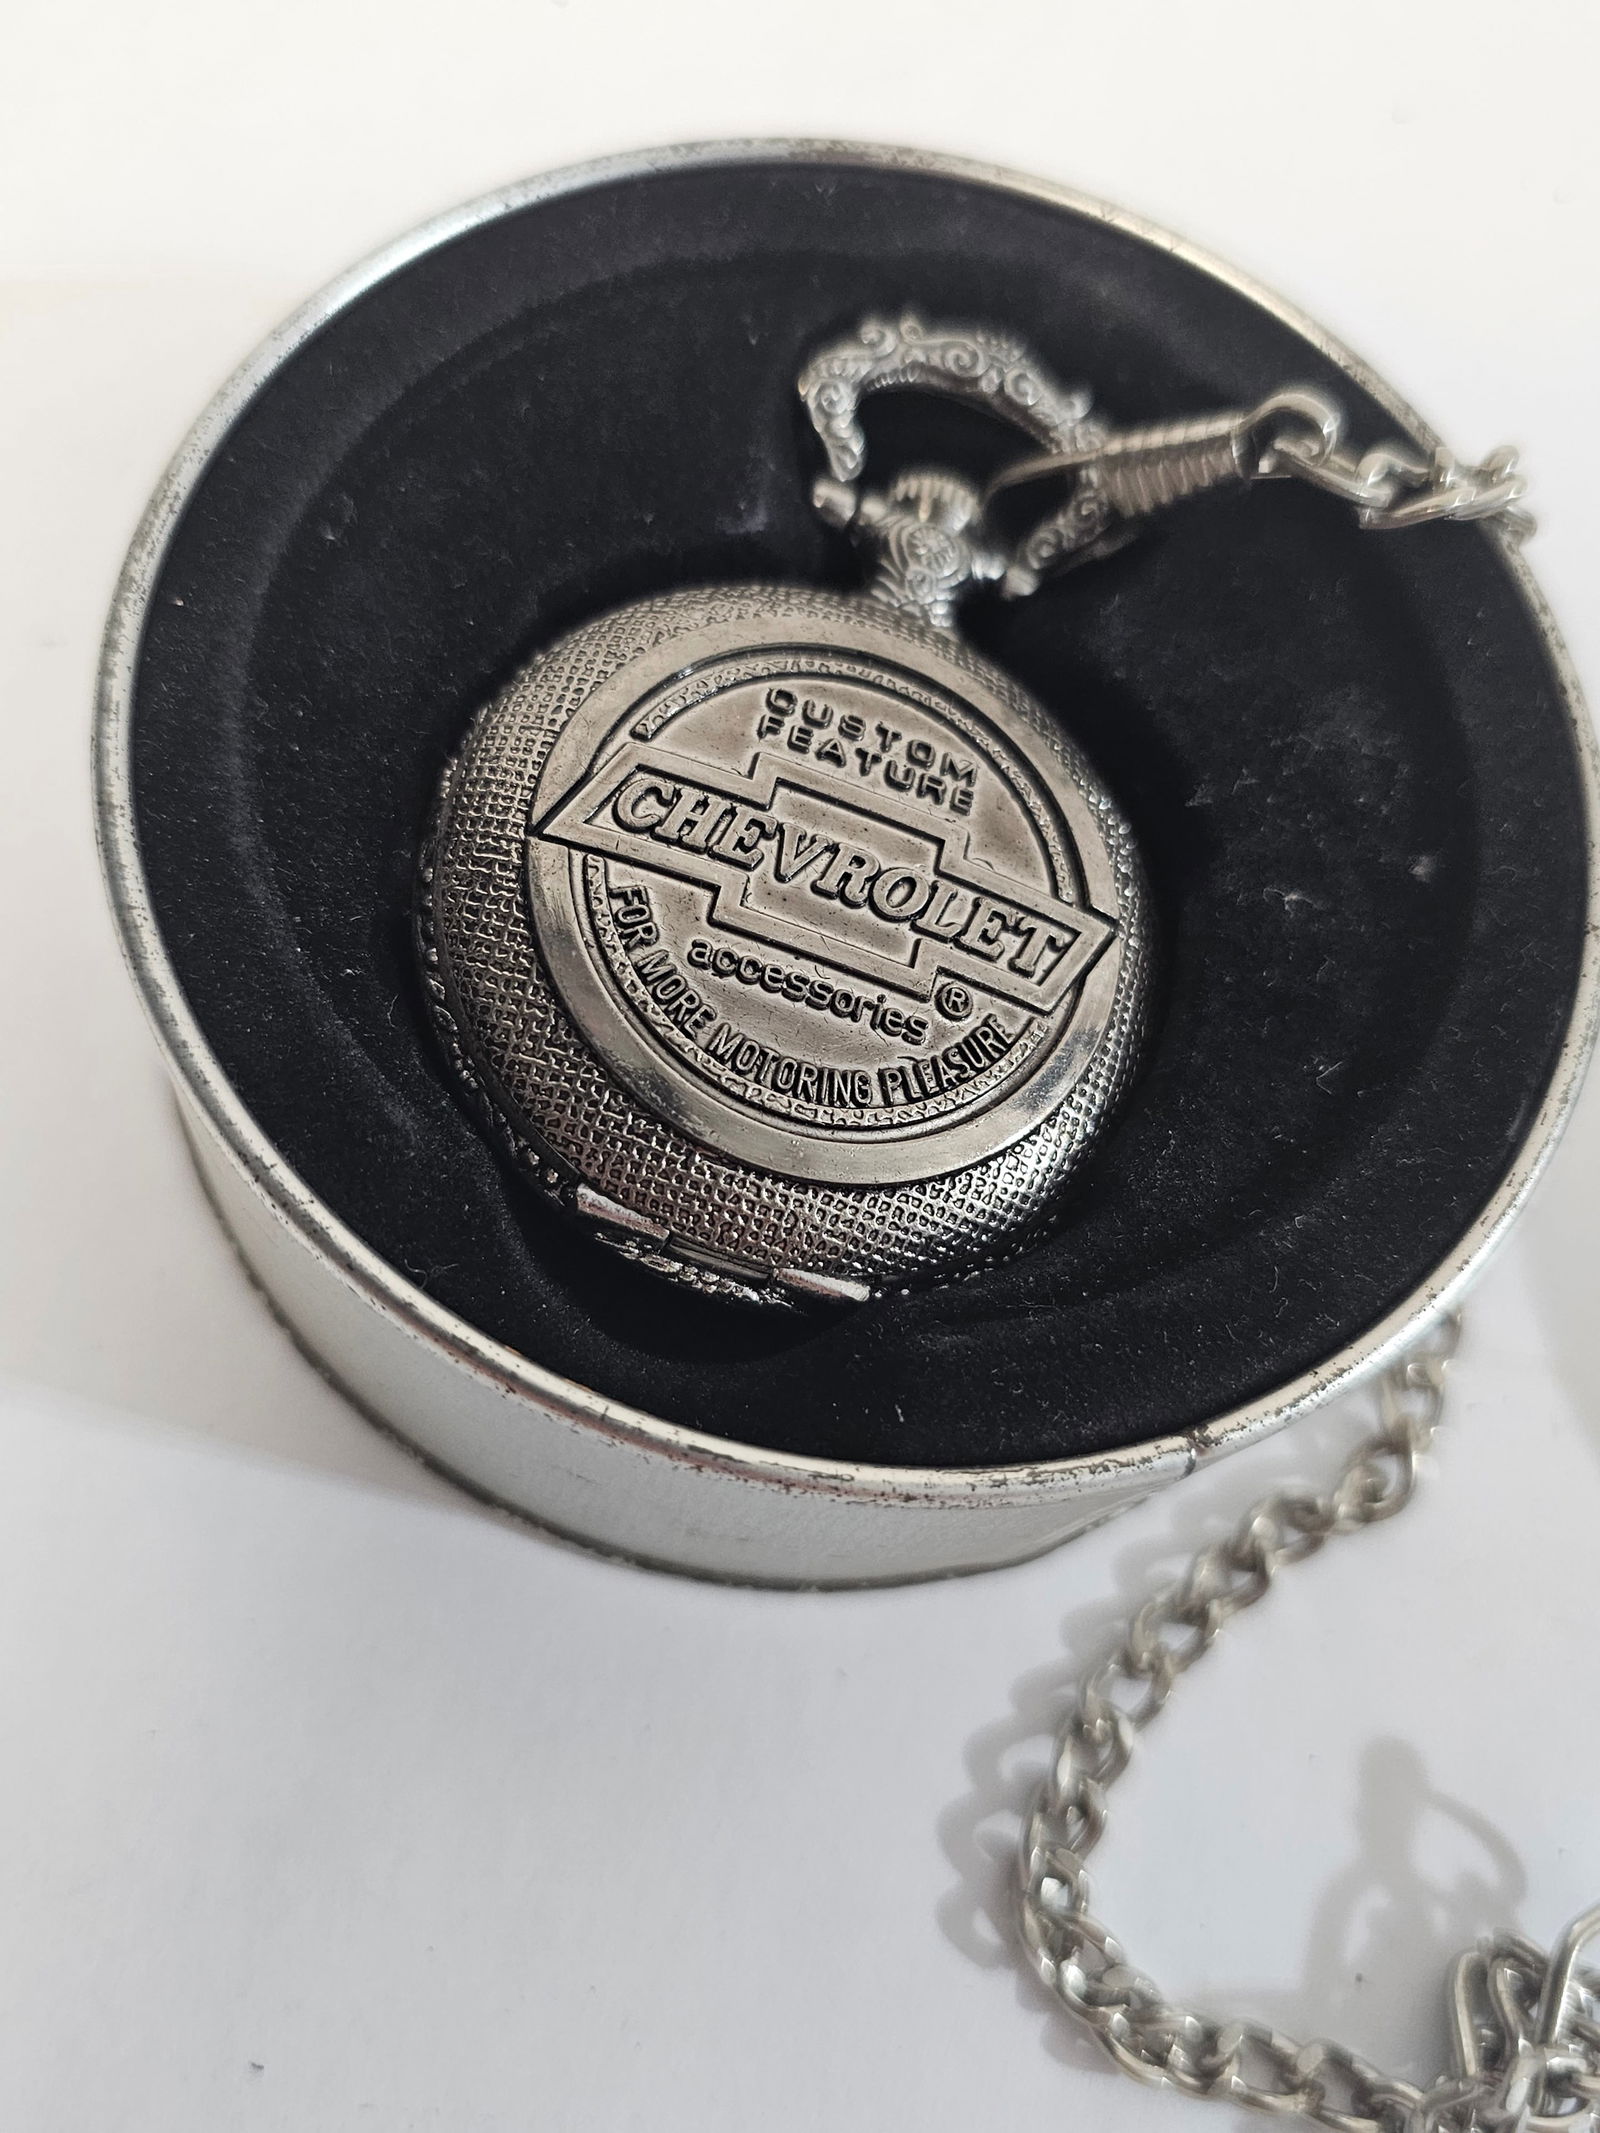 CUSTOM
FEATURE
CHEVROLET
accessories®
FOR MORE MOTORING PLEASURE